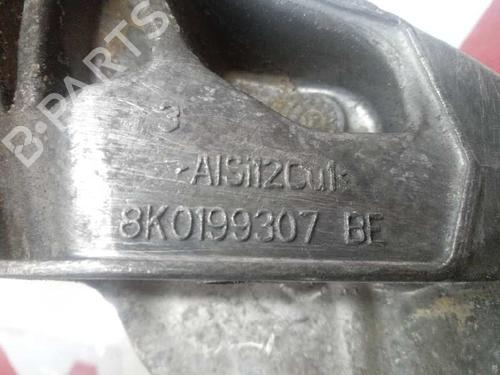 B-PARTS
3
>AlSi12Cu1<
8K0199307 BE